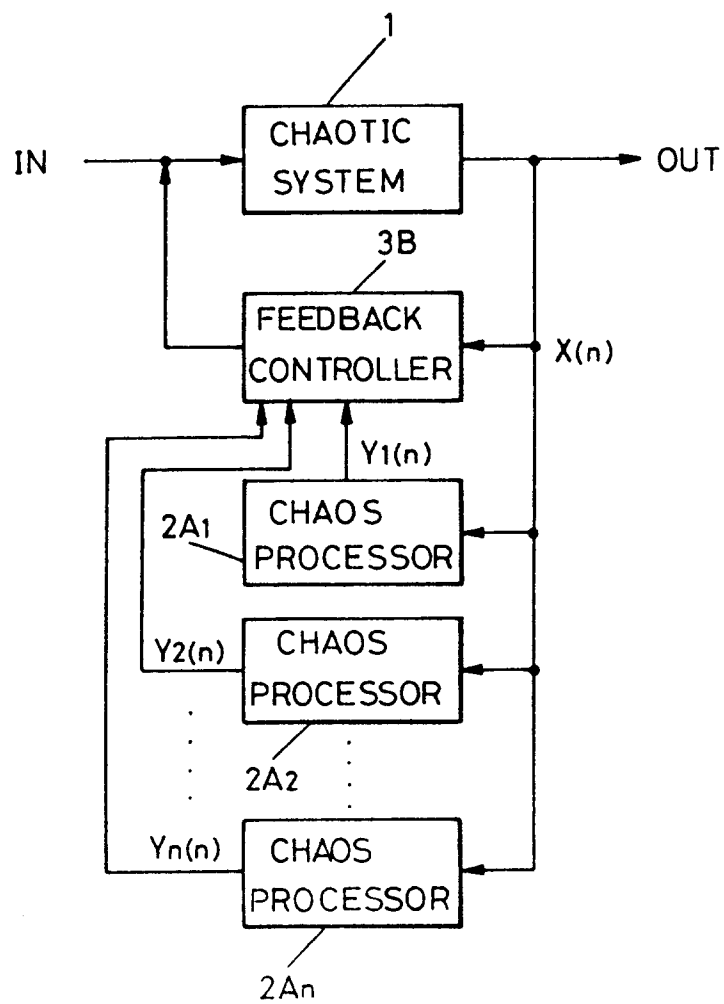 1
CHAOTIC
SYSTEM
IN
OUT
3B
FEEDBACK
CONTROLLER
X(n)
Y1(n)
CHAOS
PROCESSOR
2A1
CHAOS
PROCESSOR
Y2(n)
2A2
CHAOS
PROCESSOR
Yn(n)
2An